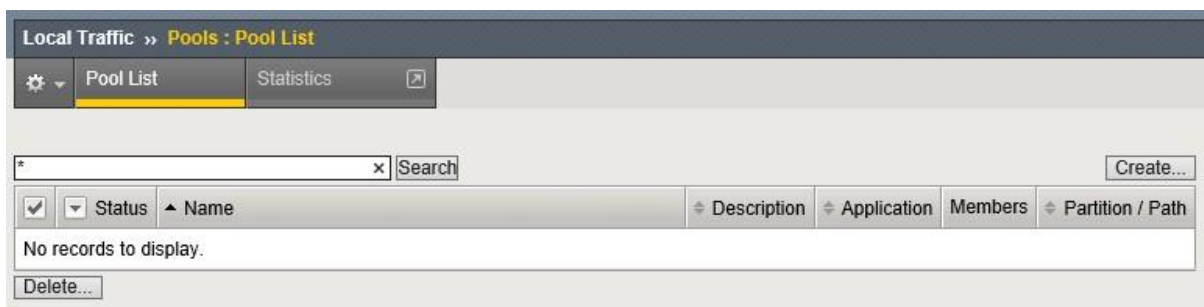 Local Traffic ›› Pools : Pool List
Pool List Statistics
* × Search Create...
Status Name Description Application Members Partition / Path
No records to display.
Delete...